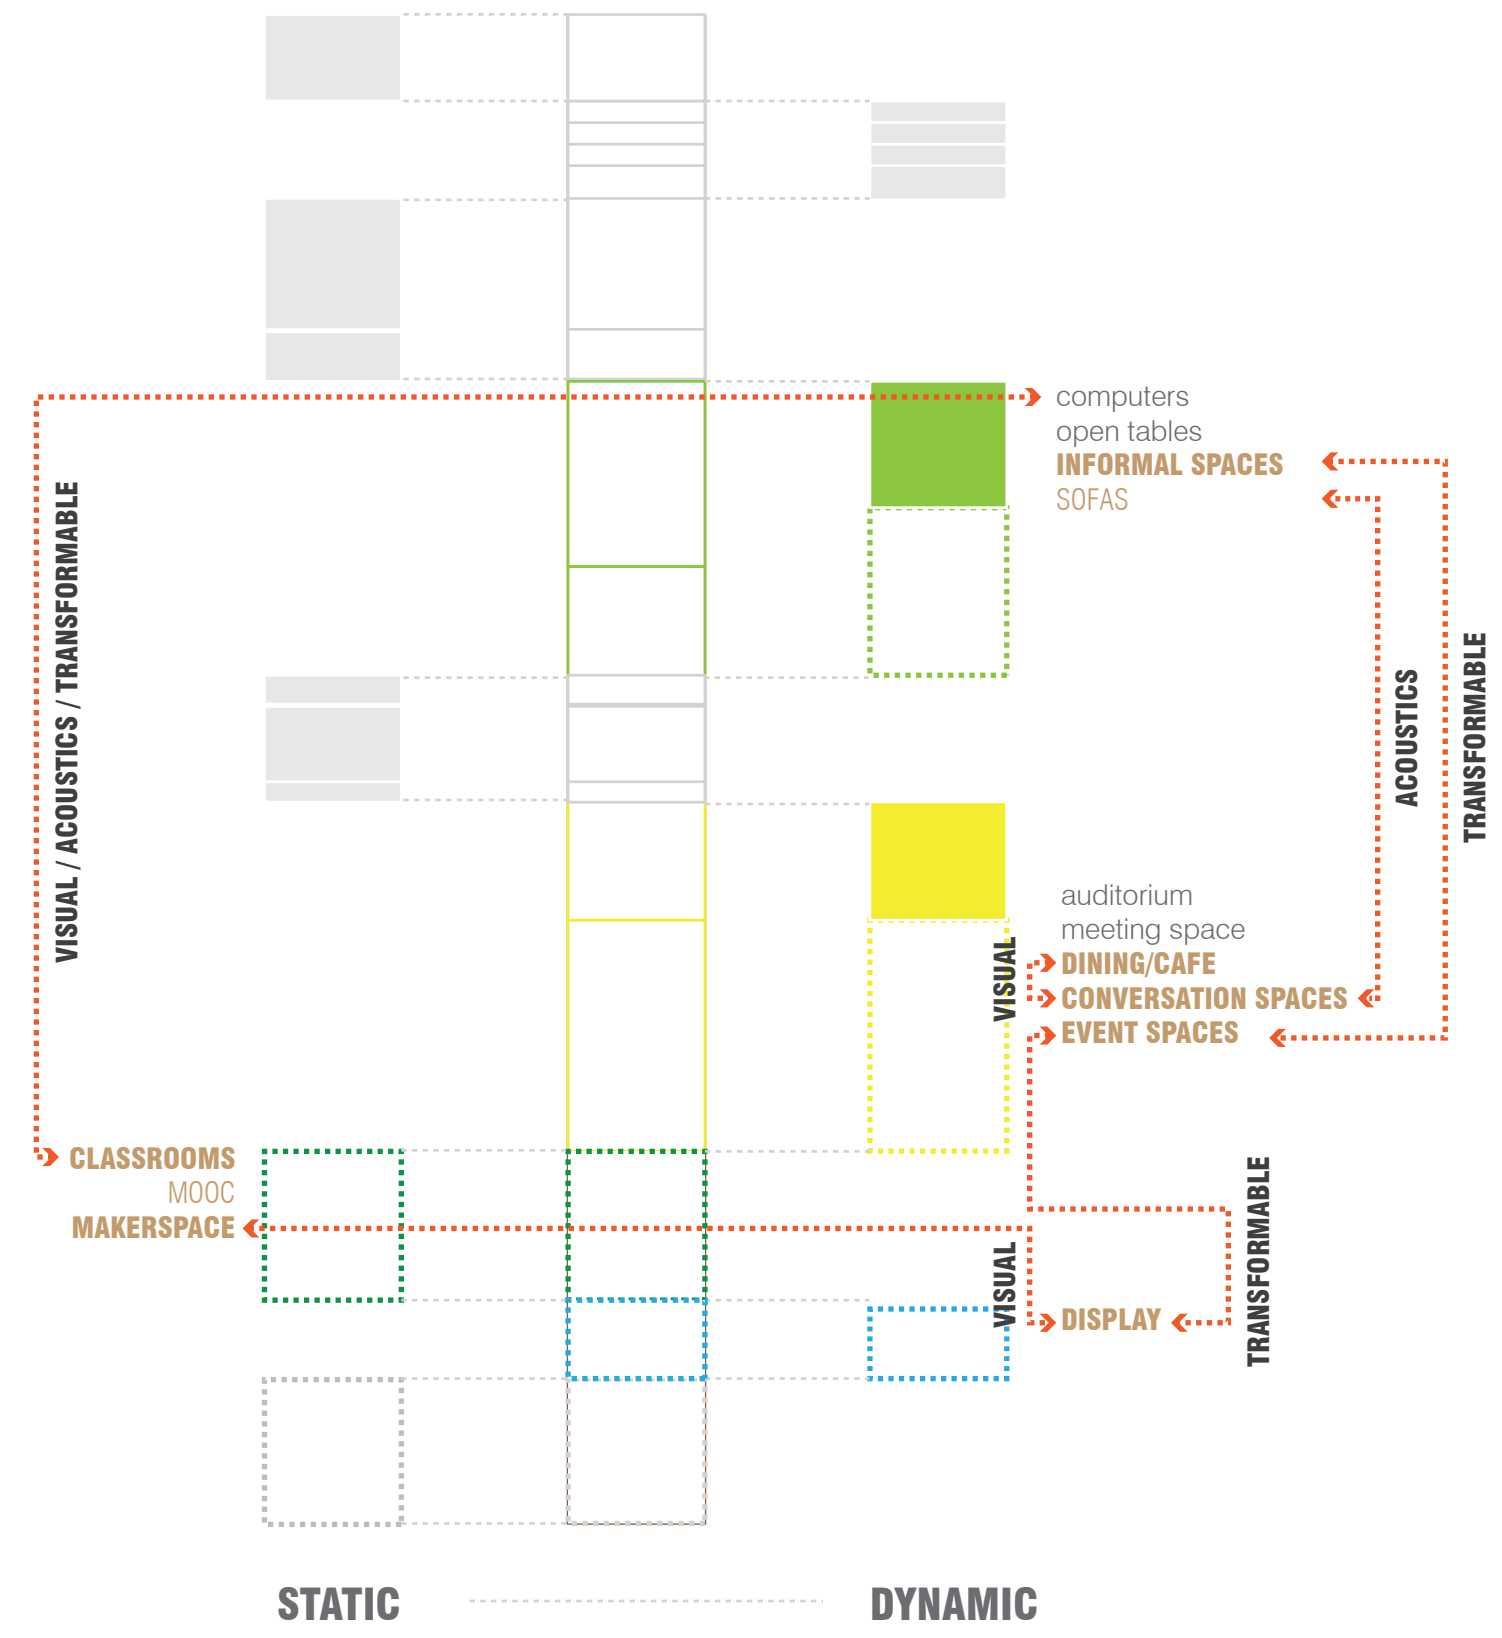 computers
open tables
INFORMAL SPACES
SOFAS
VISUAL / ACOUSTICS / TRANSFORMABLE
ACOUSTICS
TRANSFORMABLE
auditorium
meeting space
DINING/CAFE
CONVERSATION SPACES
EVENT SPACES
VISUAL
CLASSROOMS
MOOC
MAKERSPACE
VISUAL
DISPLAY
TRANSFORMABLE
STATIC
DYNAMIC